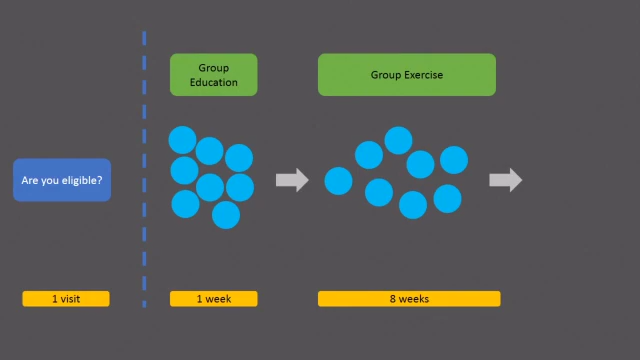 Group
Education
Group Exercise
Are you eligible?
1 visit
1 week
8 weeks